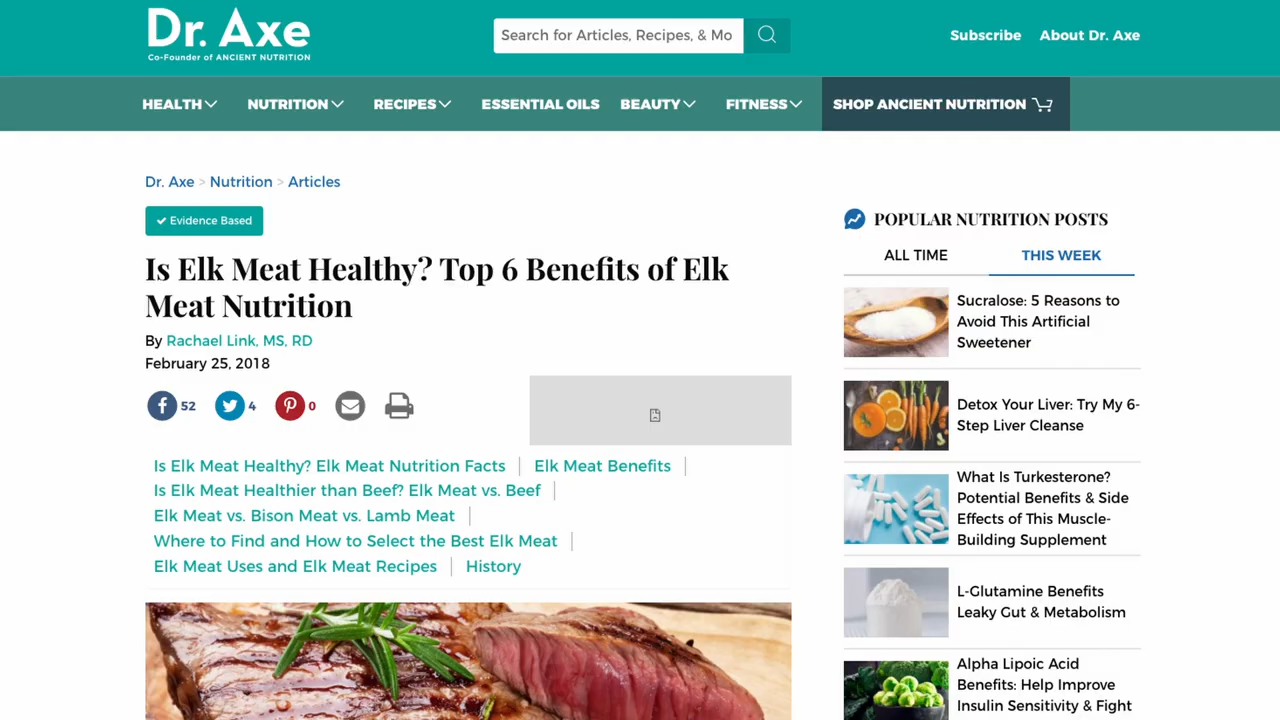 Dr. Axe
Co-Founder of ANCIENT NUTRITION
Search for Articles, Recipes, & Mo
Subscribe
About Dr. Axe
HEALTH
NUTRITION
RECIPES
ESSENTIAL OILS
BEAUTY
FITNESS
SHOP ANCIENT NUTRITION
Dr. Axe > Nutrition > Articles
Evidence Based
Is Elk Meat Healthy? Top 6 Benefits of Elk
Meat Nutrition
By Rachael Link, MS, RD
February 25, 2018
52
4
0
Is Elk Meat Healthy? Elk Meat Nutrition Facts
Elk Meat Benefits
Is Elk Meat Healthier than Beef? Elk Meat vs. Beef
Elk Meat vs. Bison Meat vs. Lamb Meat
Where to Find and How to Select the Best Elk Meat
Elk Meat Uses and Elk Meat Recipes
History
POPULAR NUTRITION POSTS
ALL TIME
THIS WEEK
Sucralose: 5 Reasons to
Avoid This Artificial
Sweetener
Detox Your Liver: Try My 6-
Step Liver Cleanse
What Is Turkesterone?
Potential Benefits & Side
Effects of This Muscle-
Building Supplement
L-Glutamine Benefits
Leaky Gut & Metabolism
Alpha Lipoic Acid
Benefits: Help Improve
Insulin Sensitivity & Fight